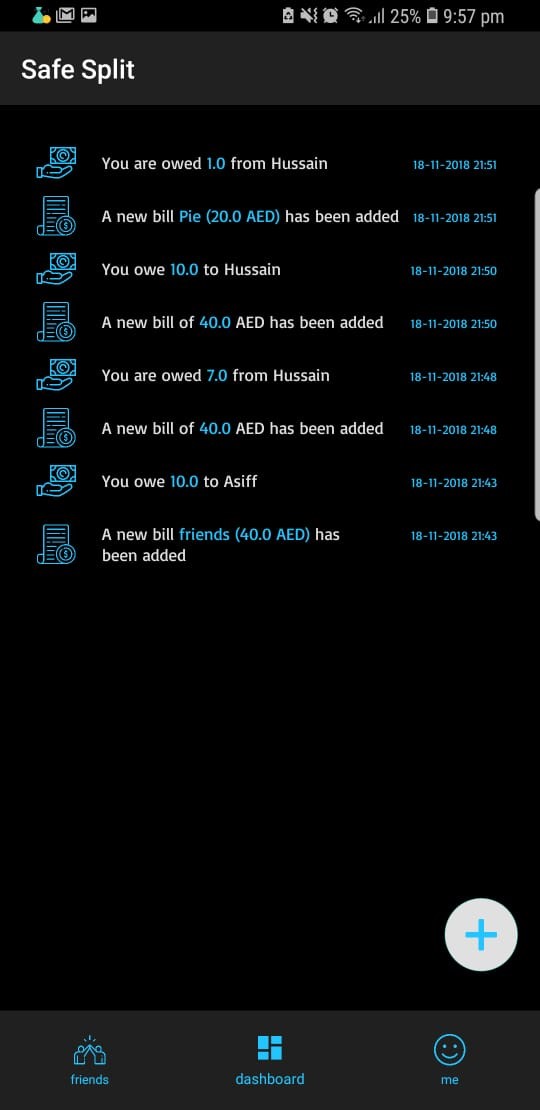 25% 9:57 pm
Safe Split
You are owed 1.0 from Hussain 18-11-2018 21:51
A new bill Pie (20.0 AED) has been added 18-11-2018 21:51
You owe 10.0 to Hussain 18-11-2018 21:50
A new bill of 40.0 AED has been added 18-11-2018 21:50
You are owed 7.0 from Hussain 18-11-2018 21:48
A new bill of 40.0 AED has been added 18-11-2018 21:48
You owe 10.0 to Asiff 18-11-2018 21:43
A new bill friends (40.0 AED) has 18-11-2018 21:43
been added
friends dashboard me